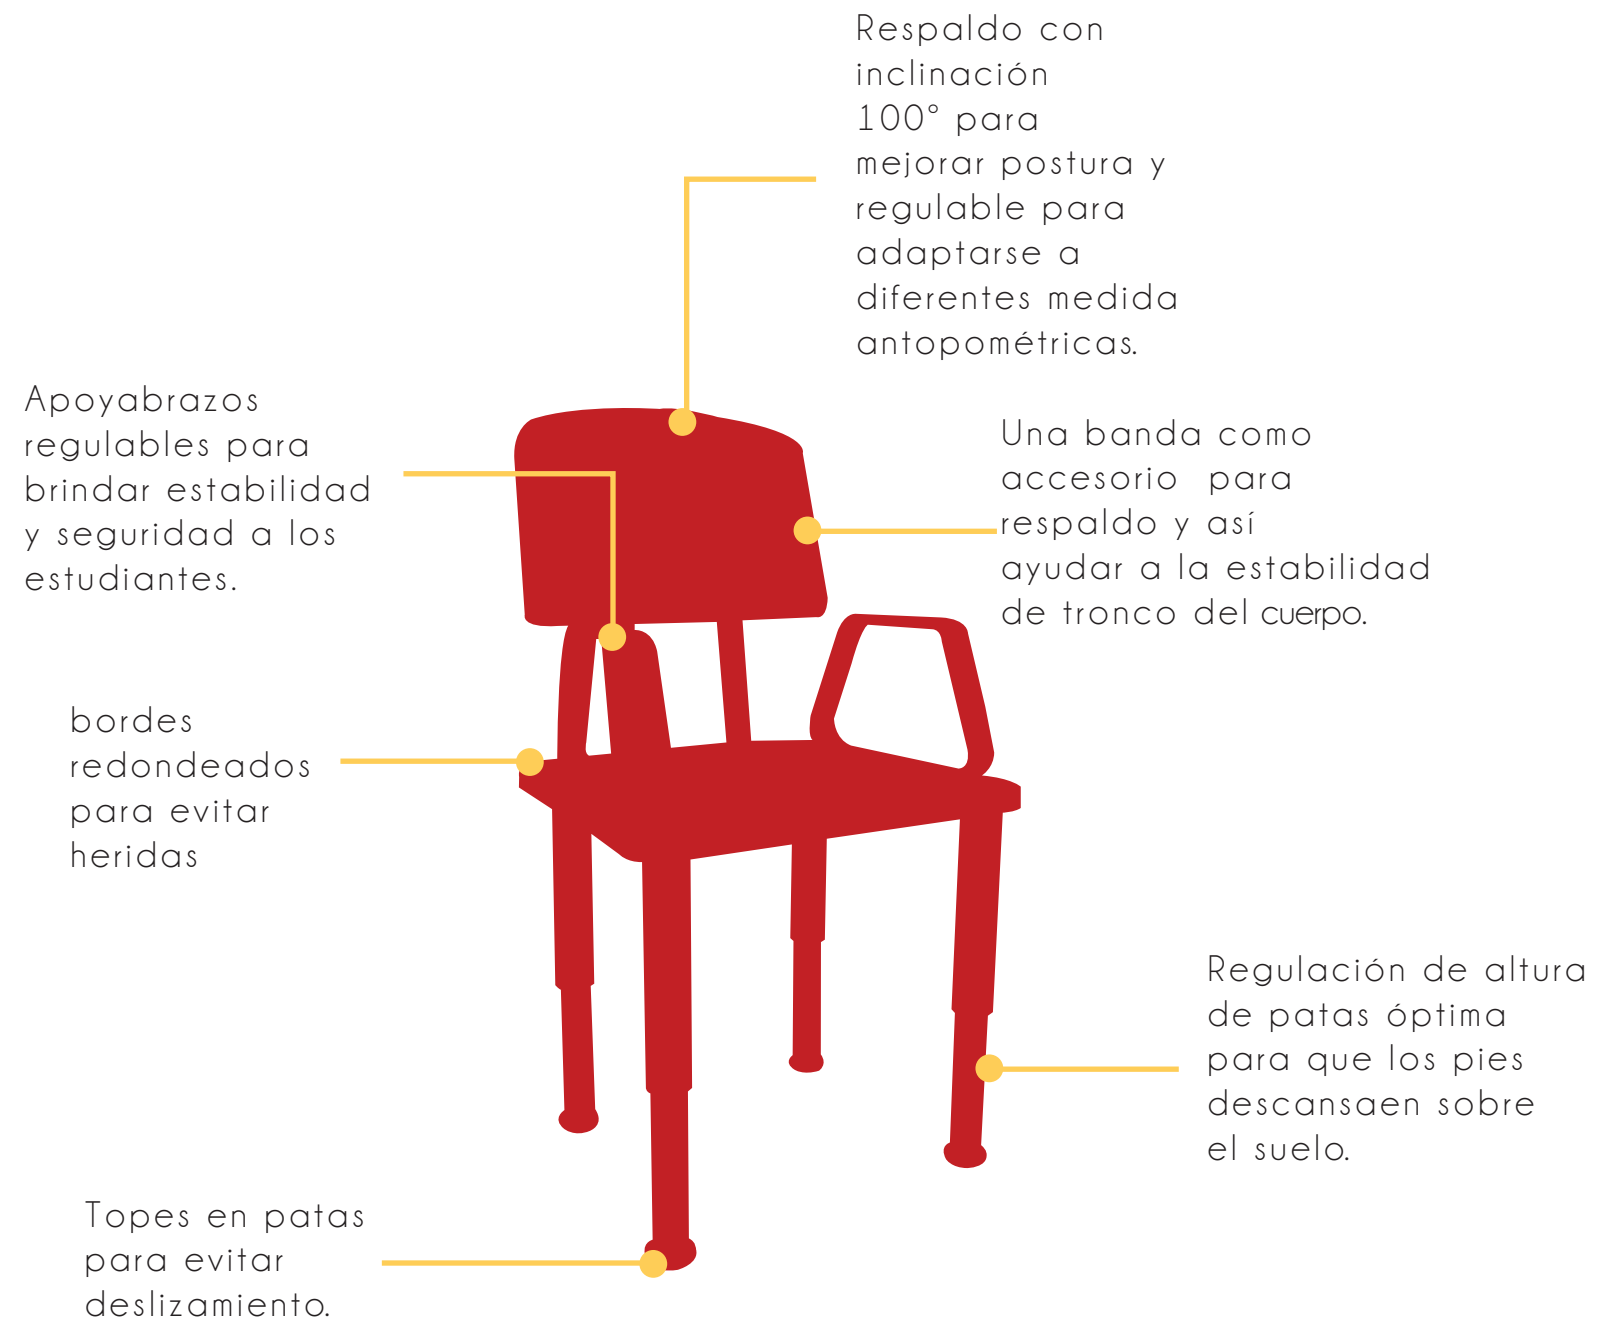 Respaldo con
inclinación
100° para
mejorar postura y
regulable para
adaptarse a
diferentes medida
antopométricas.
Apoyabrazos
regulables para
brindar estabilidad
y seguridad a los
estudiantes.
Una banda como
accesorio para
respaldo y así
ayudar a la estabilidad
de tronco del cuerpo.
bordes
redondeados
para evitar
heridas
Regulación de altura
de patas óptima
para que los pies
descansaen sobre
el suelo.
Topes en patas
para evitar
deslizamiento.